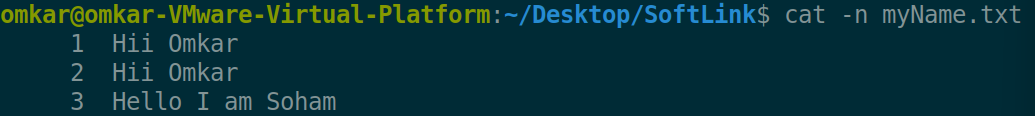 omkar@omkar-VMware-Virtual-Platform:~/Desktop/SoftLink$ cat -n myName.txt
     1  Hii Omkar
     2  Hii Omkar
     3  Hello I am Soham